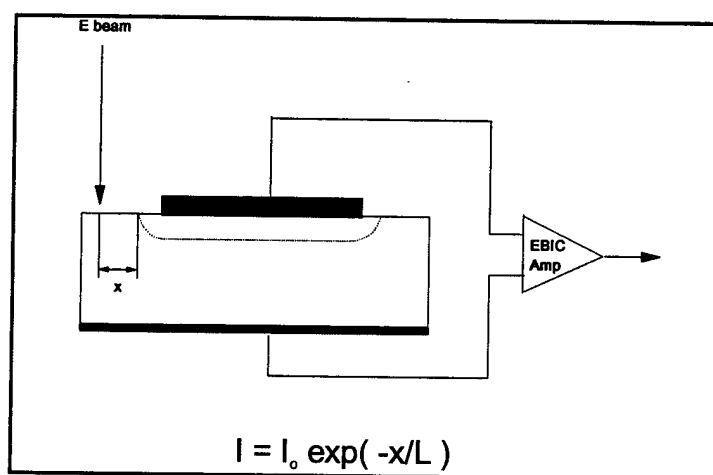 E beam
x
EBIC
Amp
I = I₀ exp( -x/L )